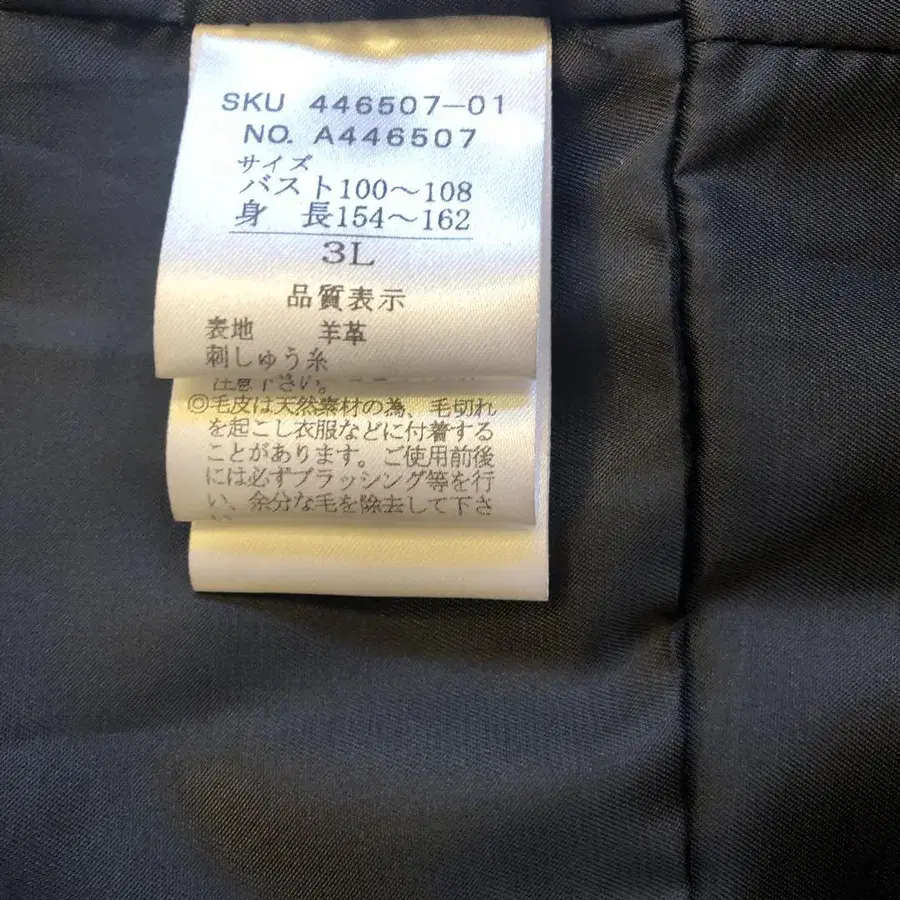 SKU 446507-01
NO. A446507
サイズ
バスト100～108
身 長154～162
3L
品質表示
表地 羊革
刺しゅう糸
注意下さい。
◎毛皮は天然素材の為、毛切れ
を起こし衣服などに付着する
ことがあります。ご使用前後
には必ずブラッシング等を行
い、余分な毛を除去して下さ